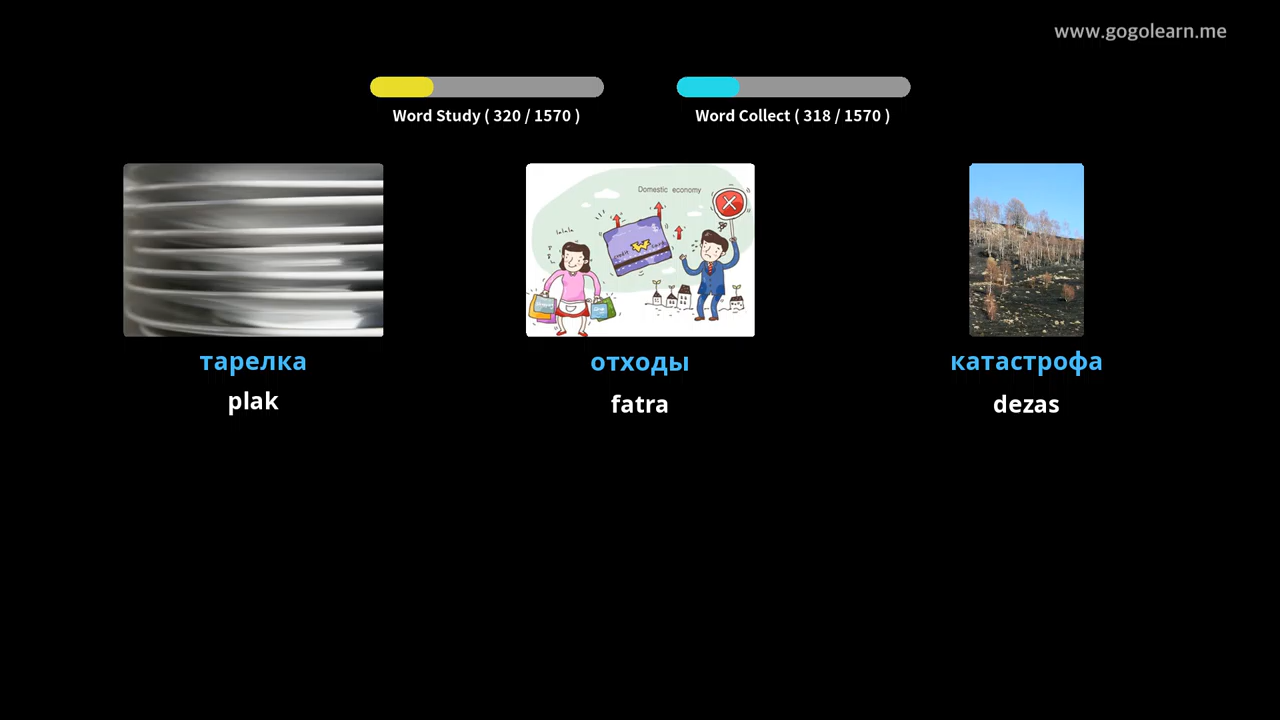 www.gogolearn.me
Word Study ( 320 / 1570 )
Word Collect ( 318 / 1570 )
Domestic economy
lalala
тарелка
отходы
катастрофа
plak
fatra
dezas